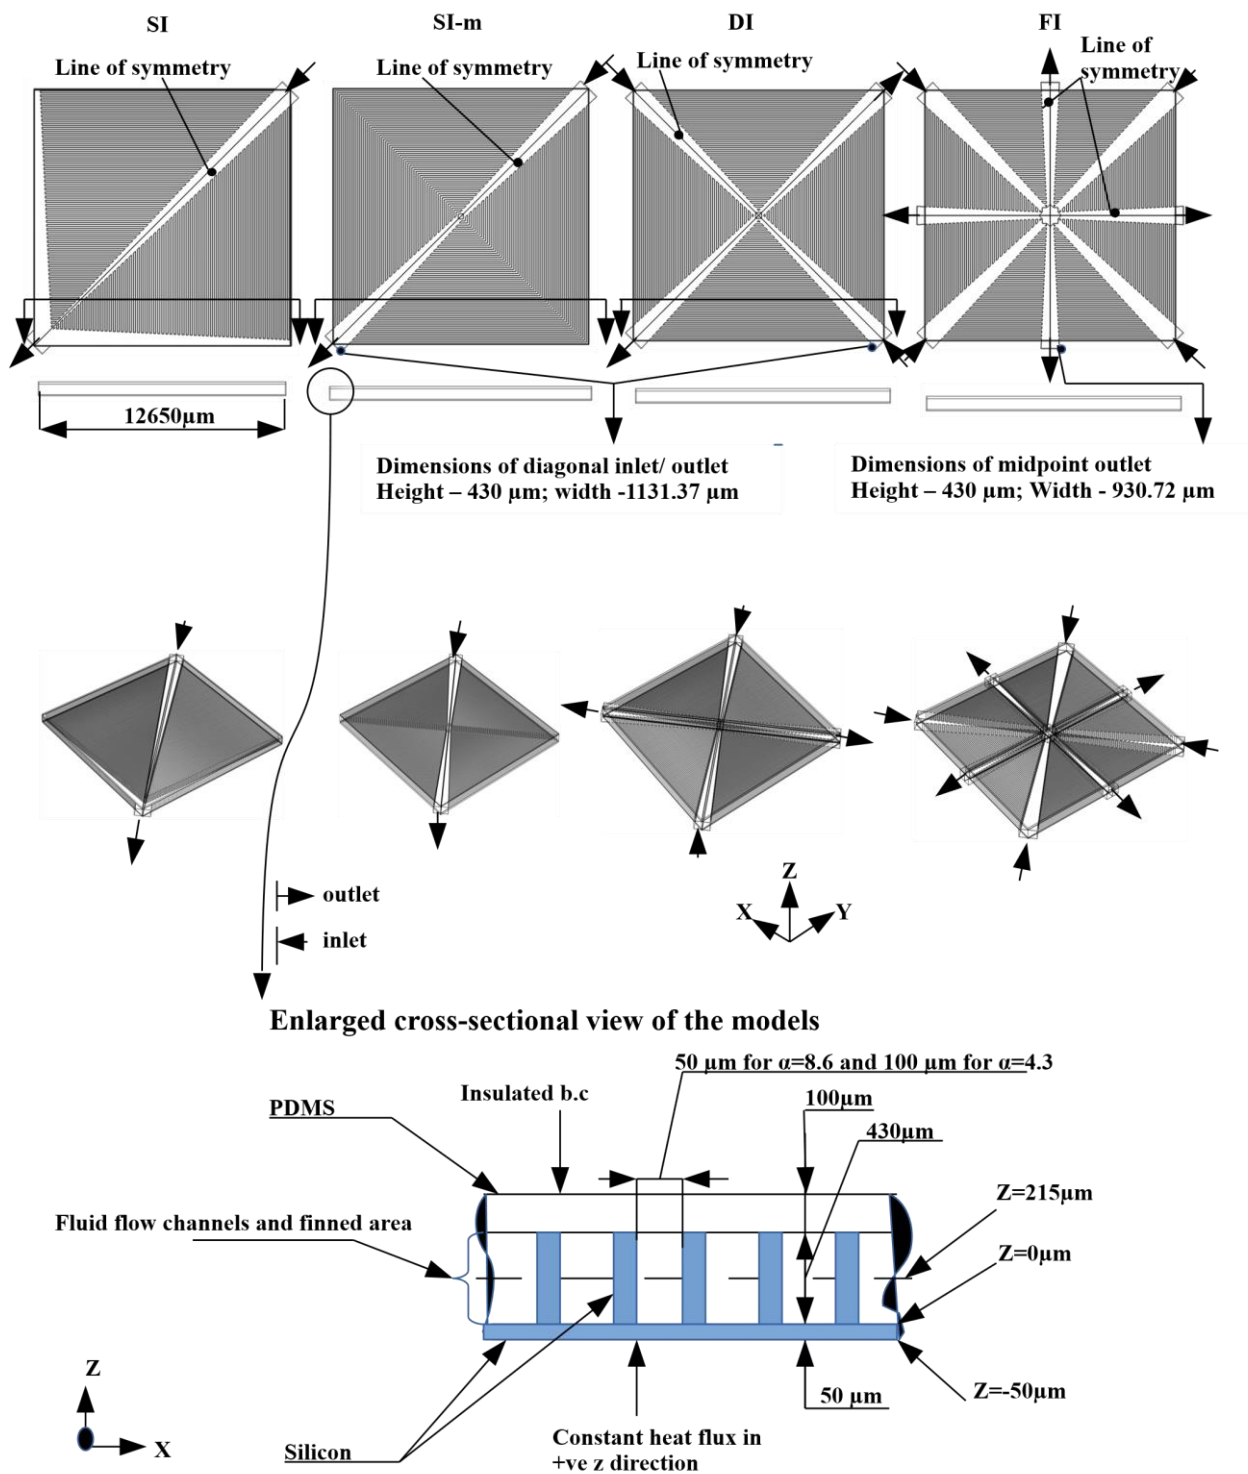 SI
SI-m
DI
FI
Line of symmetry
Line of symmetry
Line of symmetry
Line of
symmetry
12650μm
Dimensions of diagonal inlet/ outlet
Height – 430 μm; width -1131.37 μm
Dimensions of midpoint outlet
Height – 430 μm; Width - 930.72 μm
outlet
inlet
Z
X
Y
Enlarged cross-sectional view of the models
50 μm for α=8.6 and 100 μm for α=4.3
PDMS
Insulated b.c
100μm
430μm
Z=215μm
Fluid flow channels and finned area
Z=0μm
Z=-50μm
50 μm
Z
X
Silicon
Constant heat flux in
+ve z direction